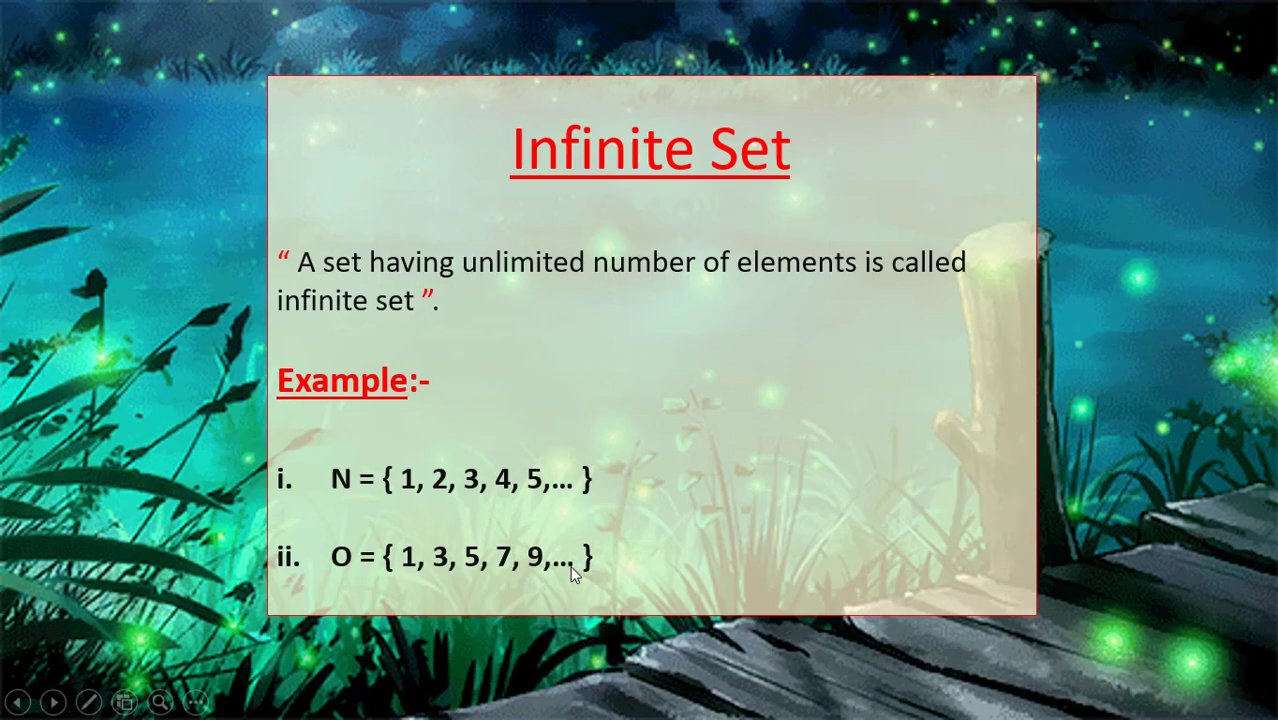 Infinite Set
“ A set having unlimited number of elements is called
infinite set ”.
Example:-
i. N = { 1, 2, 3, 4, 5,... }
ii. O = { 1, 3, 5, 7, 9,... }